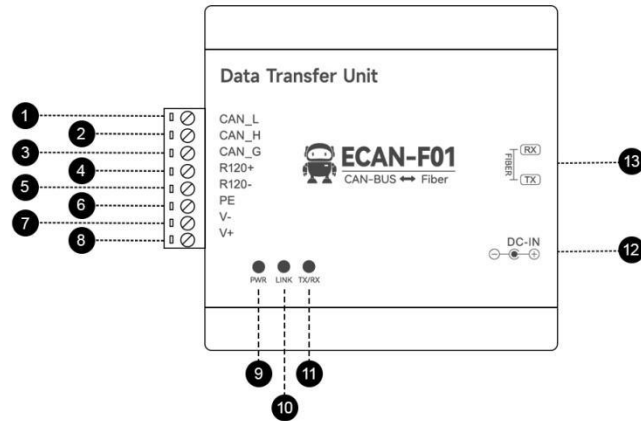 Data Transfer Unit
1
2
3
4
5
6
7
8
CAN_L
CAN_H
CAN_G
R120+
R120-
PE
V-
V+
ECAN-F01
CAN-BUS ↔ Fiber
FIBER
RX
TX
13
DC-IN
12
PWR LINK TX/RX
9
10
11